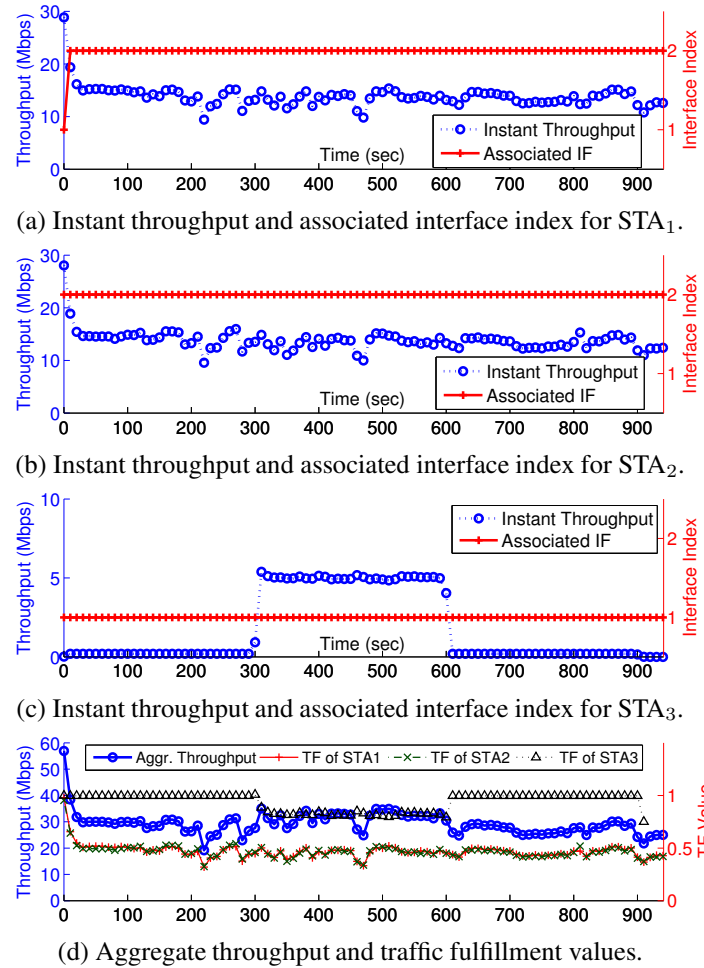 30
20
10
0
Throughput (Mbps)
2
1
Interface Index
Time (sec)
Instant Throughput
Associated IF
0 100 200 300 400 500 600 700 800 900
(a) Instant throughput and associated interface index for STA₁.
30
20
10
0
Throughput (Mbps)
2
1
Interface Index
Time (sec)
Instant Throughput
Associated IF
0 100 200 300 400 500 600 700 800 900
(b) Instant throughput and associated interface index for STA₂.
10
5
0
Throughput (Mbps)
2
1
Interface Index
Instant Throughput
Associated IF
Time (sec)
0 100 200 300 400 500 600 700 800 900
(c) Instant throughput and associated interface index for STA₃.
60
50
40
30
20
10
0
Throughput (Mbps)
Aggr. Throughput TF of STA1 TF of STA2 TF of STA3
1
0.5
0
TF Value
0 100 200 300 400 500 600 700 800 900
(d) Aggregate throughput and traffic fulfillment values.